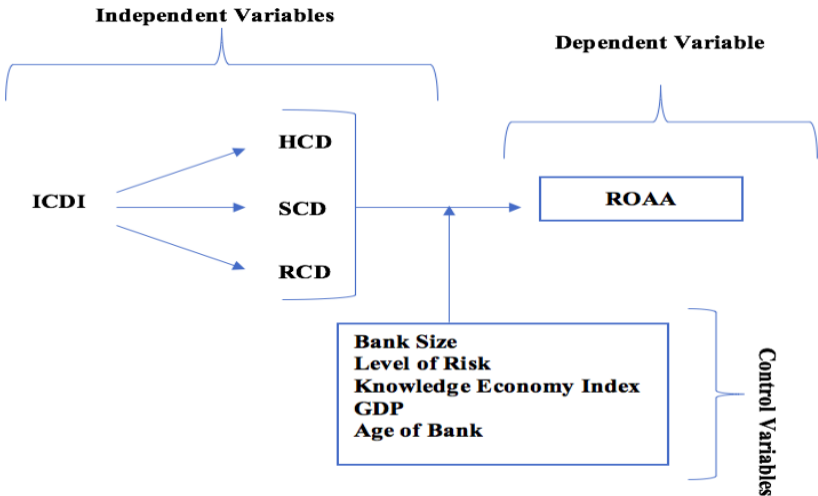 Independent Variables
Dependent Variable
ICDI
HCD
SCD
RCD
ROAA
Bank Size
Level of Risk
Knowledge Economy Index
GDP
Age of Bank
Control Variables